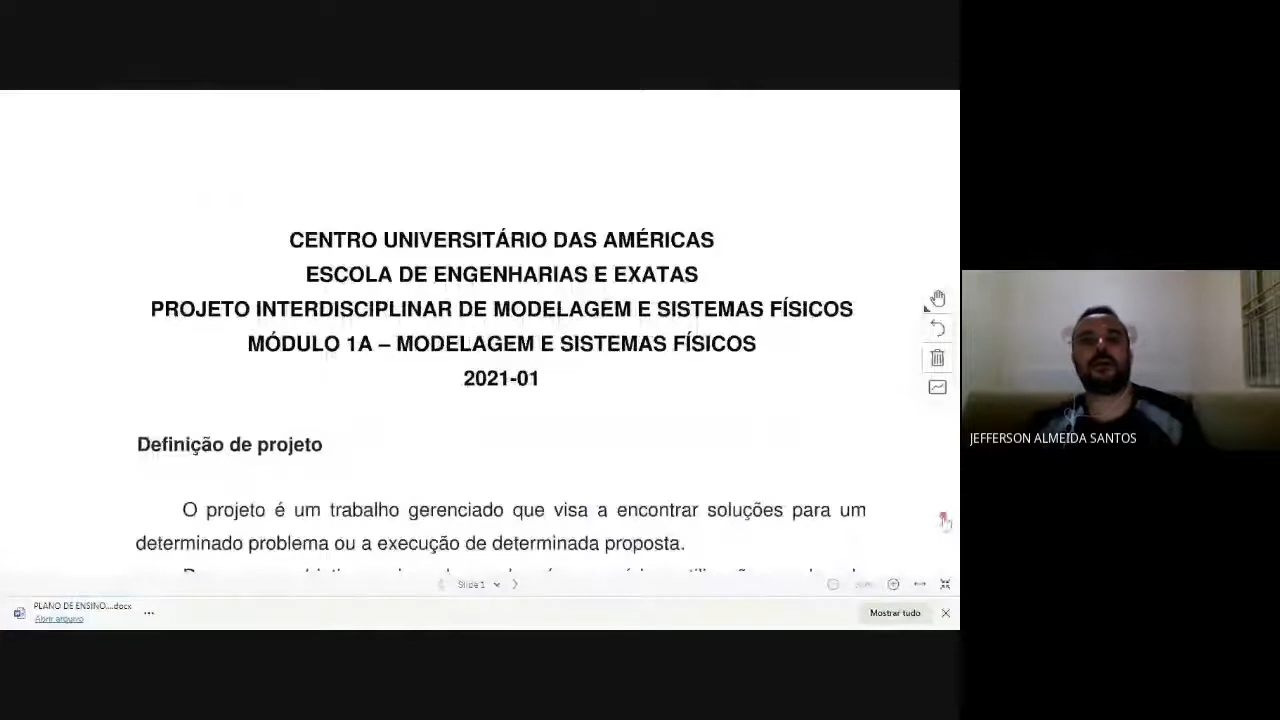 CENTRO UNIVERSITÁRIO DAS AMÉRICAS
ESCOLA DE ENGENHARIAS E EXATAS
PROJETO INTERDISCIPLINAR DE MODELAGEM E SISTEMAS FÍSICOS
MÓDULO 1A – MODELAGEM E SISTEMAS FÍSICOS
2021-01
Definição de projeto
O projeto é um trabalho gerenciado que visa a encontrar soluções para um
determinado problema ou a execução de determinada proposta.
Slide 1
PLANO DE ENSINO....docx
Abrir arquivo
Mostrar tudo
JEFFERSON ALMEIDA SANTOS